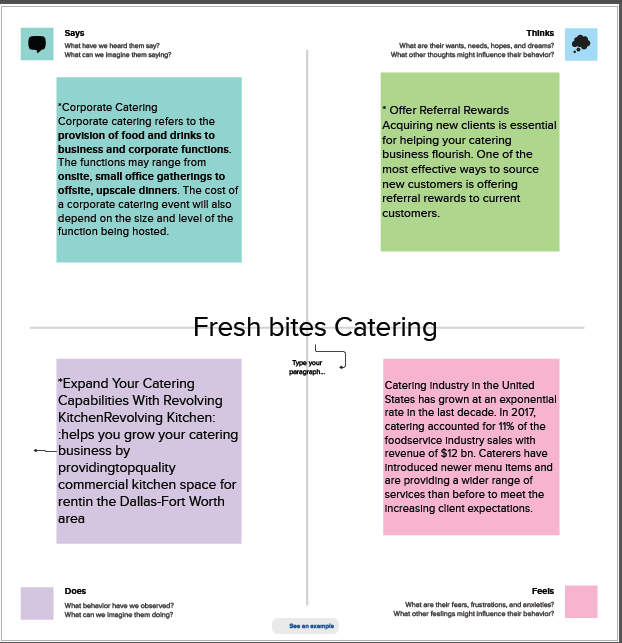 Says
What have we heard them say?
What can we imagine them saying?
Thinks
What are their wants, needs, hopes, and dreams?
What other thoughts might influence their behavior?
*Corporate Catering
Corporate catering refers to the
provision of food and drinks to
business and corporate functions.
The functions may range from
onsite, small office gatherings to
offsite, upscale dinners. The cost of
a corporate catering event will also
depend on the size and level of the
function being hosted.
* Offer Referral Rewards
Acquiring new clients is essential
for helping your catering
business flourish. One of the
most effective ways to source
new customers is offering
referral rewards to current
customers.
Fresh bites Catering
Type your
paragraph...
*Expand Your Catering
Capabilities With Revolving
KitchenRevolving Kitchen:
:helps you grow your catering
business by
providingtopquality
commercial kitchen space for
rentin the Dallas-Fort Worth
area
Catering industry in the United
States has grown at an exponential
rate in the last decade. In 2017,
catering accounted for 11% of the
foodservice industry sales with
revenue of $12 bn. Caterers have
introduced newer menu items and
are providing a wider range of
services than before to meet the
increasing client expectations.
Does
What behavior have we observed?
What can we imagine them doing?
Feels
What are their fears, frustrations, and anxieties?
What other feelings might influence their behavior?
See an example